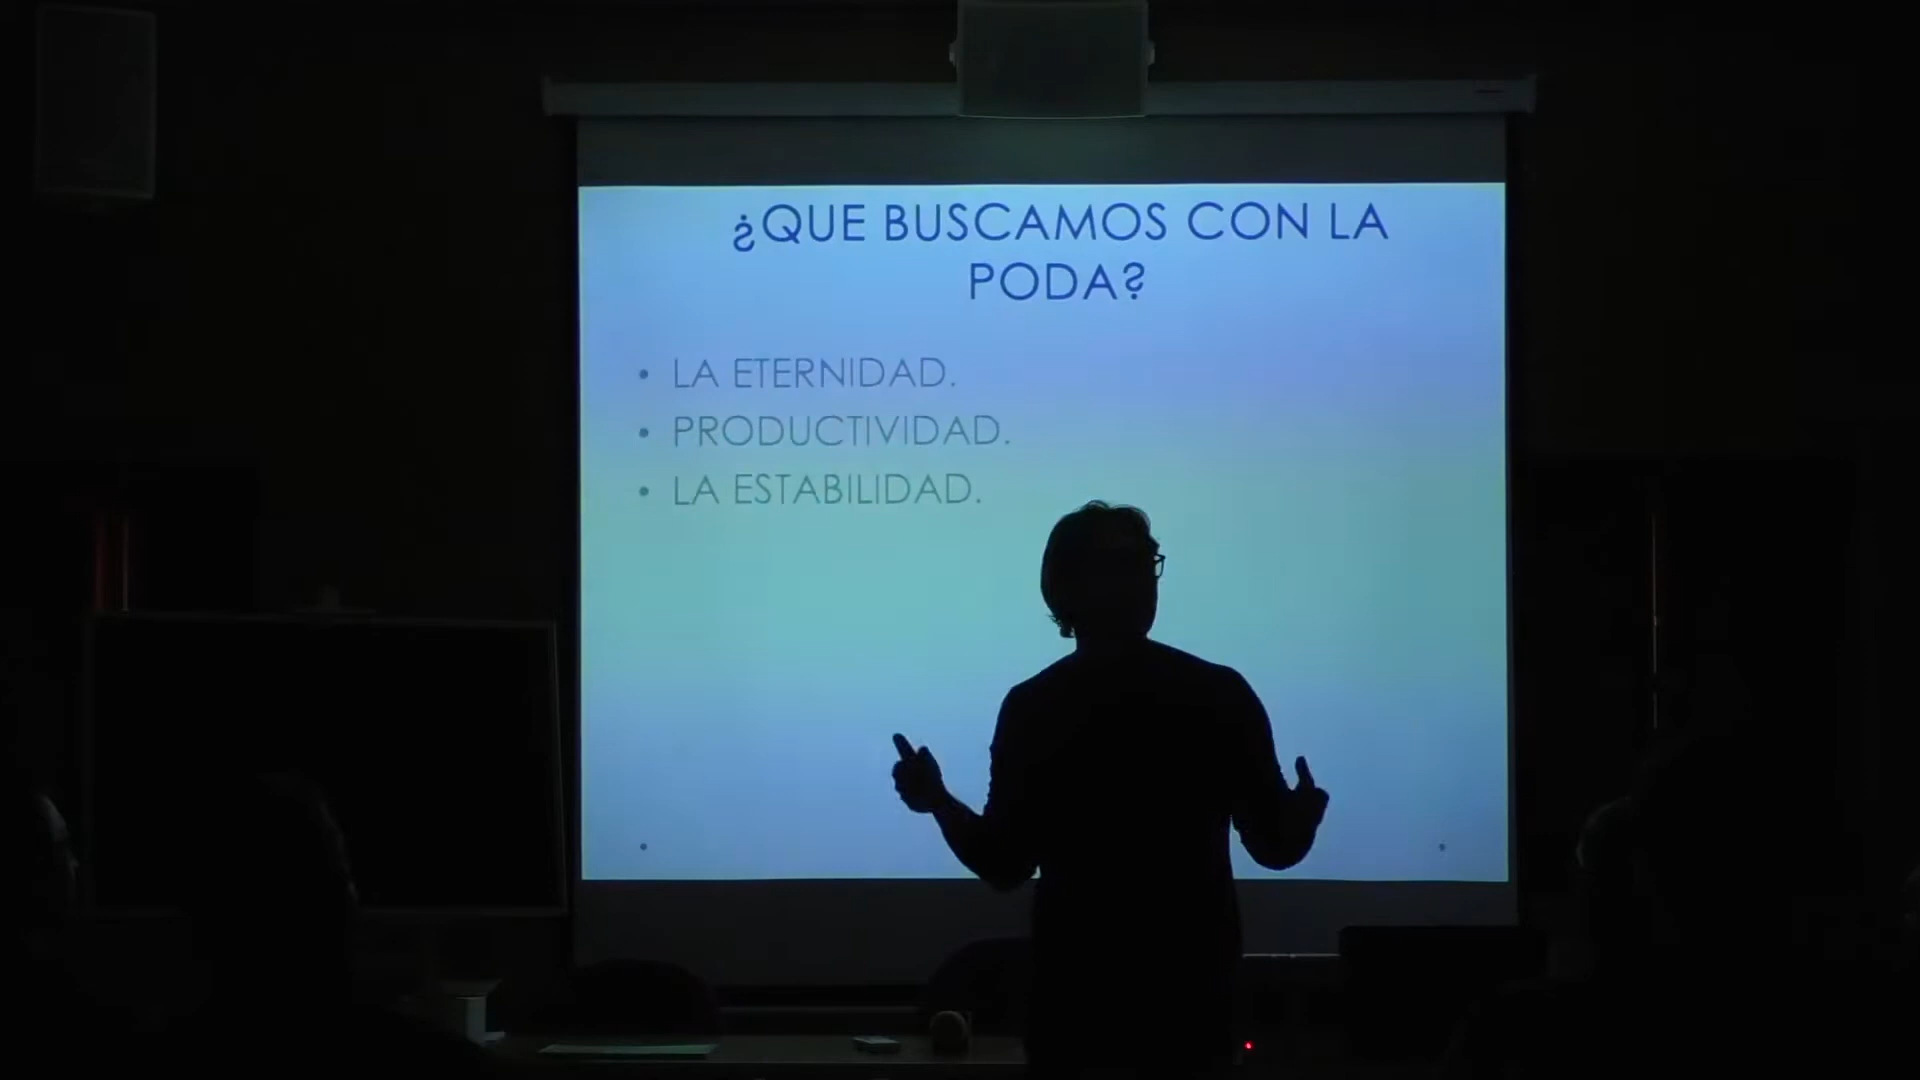 ¿QUE BUSCAMOS CON LA
PODA?
• LA ETERNIDAD.
• PRODUCTIVIDAD.
• LA ESTABILIDAD.